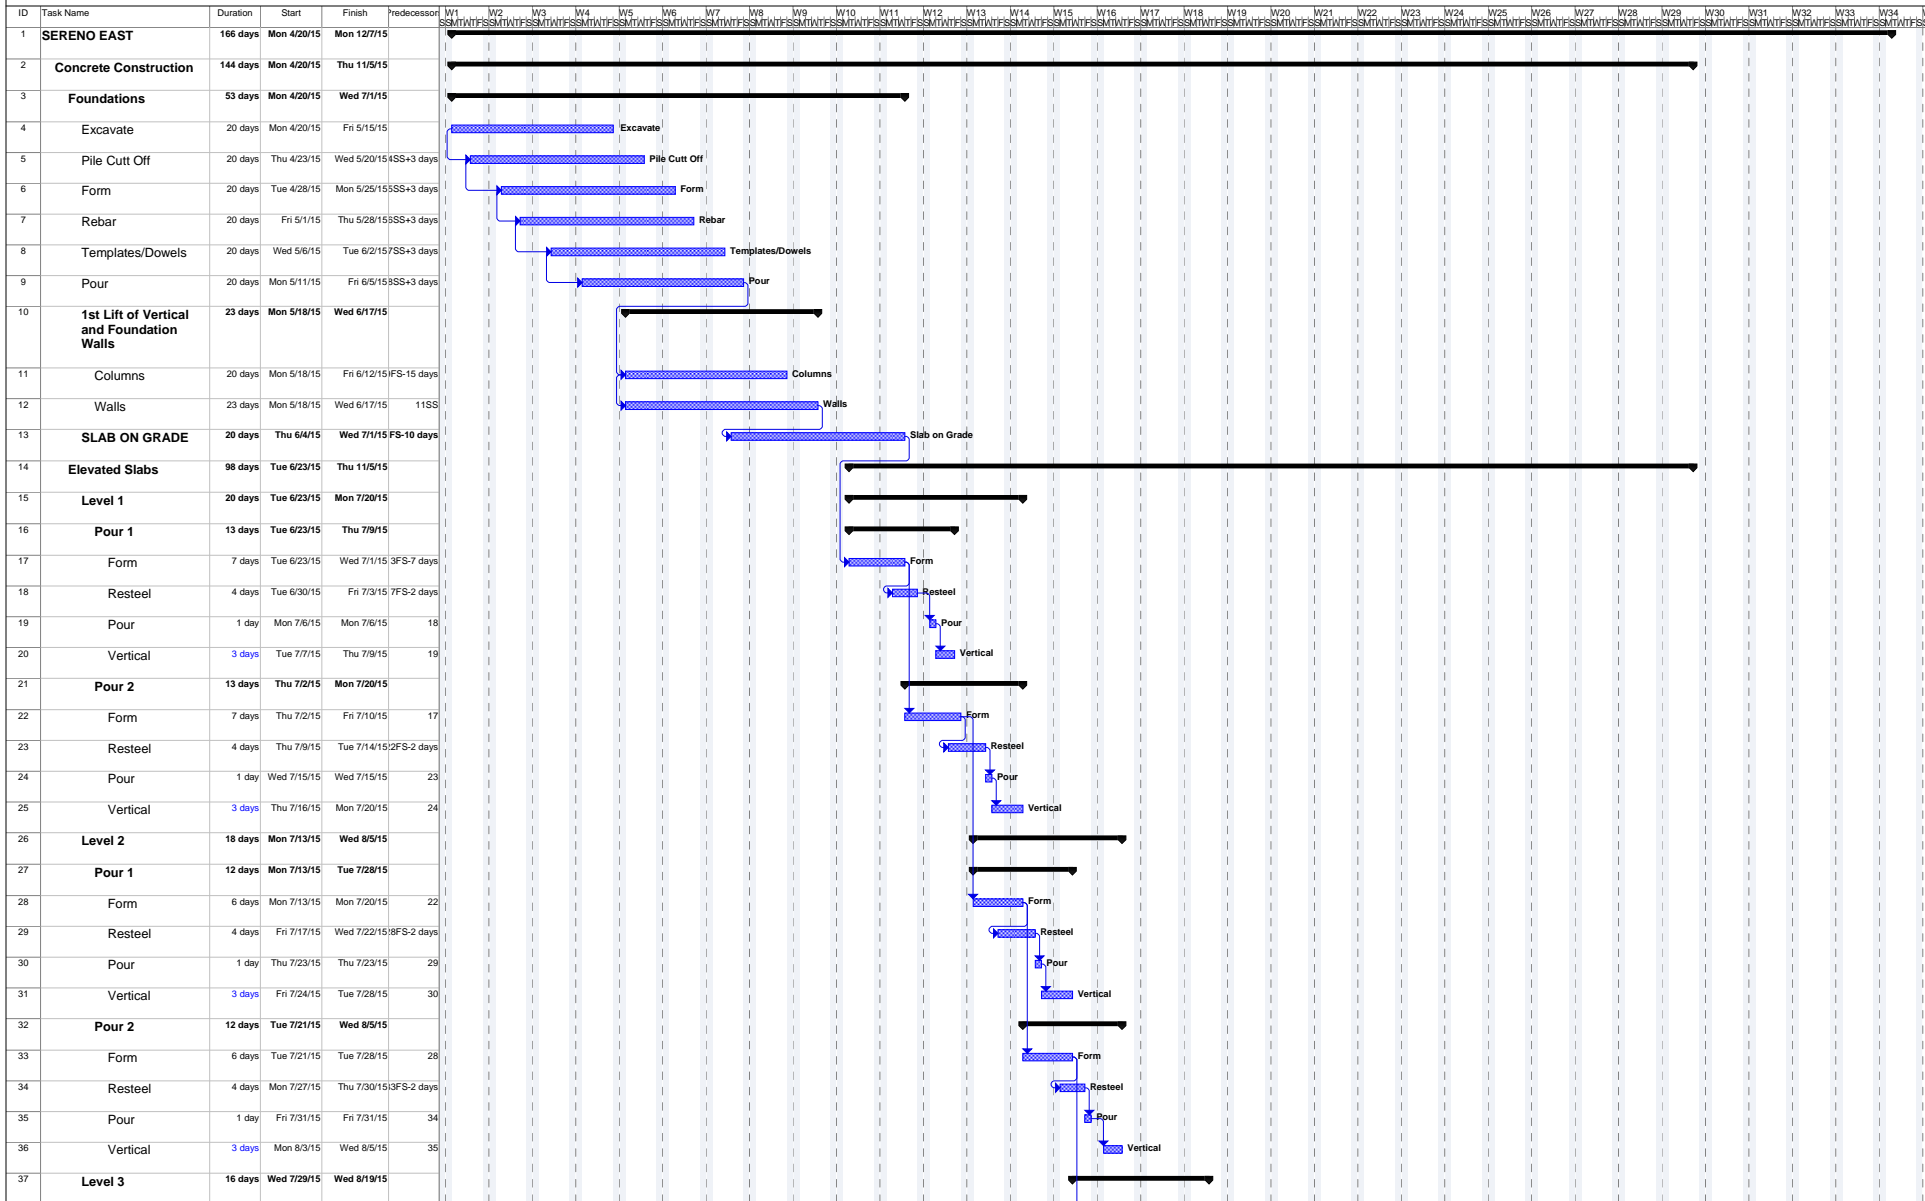 ID Task Name Duration Start Finish Predecessor W1 W2 W3 W4 W5 W6 W7 W8 W9 W10 W11 W12 W13 W14 W15 W16 W17 W18 W19 W20 W21 W22 W23 W24 W25 W26 W27 W28 W29 W30 W31 W32 W33 W34
1 SERENO EAST 166 days Mon 4/20/15 Mon 12/7/15
2 Concrete Construction 144 days Mon 4/20/15 Thu 11/5/15
3 Foundations 53 days Mon 4/20/15 Wed 7/1/15
4 Excavate 20 days Mon 4/20/15 Fri 5/15/15 Excavate
5 Pile Cutt Off 20 days Thu 4/23/15 Wed 5/20/15 4SS+3 days Pile Cutt Off
6 Form 20 days Tue 4/28/15 Mon 5/25/15 5SS+3 days Form
7 Rebar 20 days Fri 5/1/15 Thu 5/28/15 6SS+3 days Rebar
8 Templates/Dowels 20 days Wed 5/6/15 Tue 6/2/15 7SS+3 days Templates/Dowels
9 Pour 20 days Mon 5/11/15 Fri 6/5/15 8SS+3 days Pour
10 1st Lift of Vertical 23 days Mon 5/18/15 Wed 6/17/15
and Foundation
Walls
11 Columns 20 days Mon 5/18/15 Fri 6/12/15 FS-15 days Columns
12 Walls 23 days Mon 5/18/15 Wed 6/17/15 11SS Walls
13 SLAB ON GRADE 20 days Thu 6/4/15 Wed 7/1/15 FS-10 days Slab on Grade
14 Elevated Slabs 98 days Tue 6/23/15 Thu 11/5/15
15 Level 1 20 days Tue 6/23/15 Mon 7/20/15
16 Pour 1 13 days Tue 6/23/15 Thu 7/9/15
17 Form 7 days Tue 6/23/15 Wed 7/1/15 3FS-7 days Form
18 Resteel 4 days Tue 6/30/15 Fri 7/3/15 7FS-2 days Resteel
19 Pour 1 day Mon 7/6/15 Mon 7/6/15 18 Pour
20 Vertical 3 days Tue 7/7/15 Thu 7/9/15 19 Vertical
21 Pour 2 13 days Thu 7/2/15 Mon 7/20/15
22 Form 7 days Thu 7/2/15 Fri 7/10/15 17 Form
23 Resteel 4 days Thu 7/9/15 Tue 7/14/15 2FS-2 days Resteel
24 Pour 1 day Wed 7/15/15 Wed 7/15/15 23 Pour
25 Vertical 3 days Thu 7/16/15 Mon 7/20/15 24 Vertical
26 Level 2 18 days Mon 7/13/15 Wed 8/5/15
27 Pour 1 12 days Mon 7/13/15 Tue 7/28/15
28 Form 6 days Mon 7/13/15 Mon 7/20/15 22 Form
29 Resteel 4 days Fri 7/17/15 Wed 7/22/15 8FS-2 days Resteel
30 Pour 1 day Thu 7/23/15 Thu 7/23/15 29 Pour
31 Vertical 3 days Fri 7/24/15 Tue 7/28/15 30 Vertical
32 Pour 2 12 days Tue 7/21/15 Wed 8/5/15
33 Form 6 days Tue 7/21/15 Tue 7/28/15 28 Form
34 Resteel 4 days Mon 7/27/15 Thu 7/30/15 3FS-2 days Resteel
35 Pour 1 day Fri 7/31/15 Fri 7/31/15 34 Pour
36 Vertical 3 days Mon 8/3/15 Wed 8/5/15 35 Vertical
37 Level 3 16 days Wed 7/29/15 Wed 8/19/15